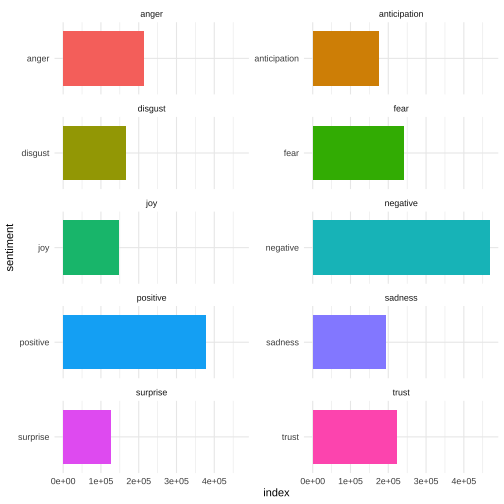 anger
anticipation
anger
anticipation
disgust
fear
disgust
fear
joy
negative
joy
negative
positive
sadness
positive
sadness
surprise
trust
surprise
trust
0e+00 1e+05 2e+05 3e+05 4e+05
0e+00 1e+05 2e+05 3e+05 4e+05
index
sentiment